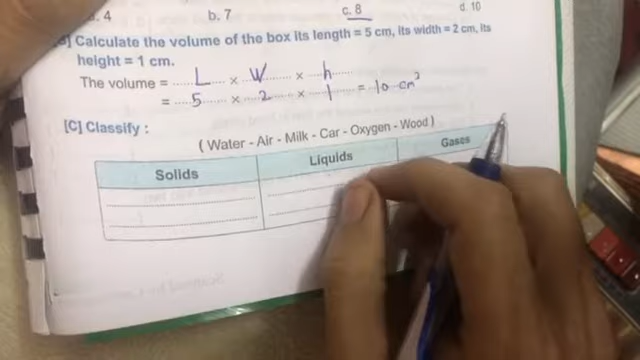 a. 4 b. 7 c. 8 d. 10
B] Calculate the volume of the box its length = 5 cm, its width = 2 cm, its
height = 1 cm.
The volume = L × W × h
= 5 × 2 × 1 = 10 cm³
[C] Classify :
( Water - Air - Milk - Car - Oxygen - Wood )
Solids Liquids Gases